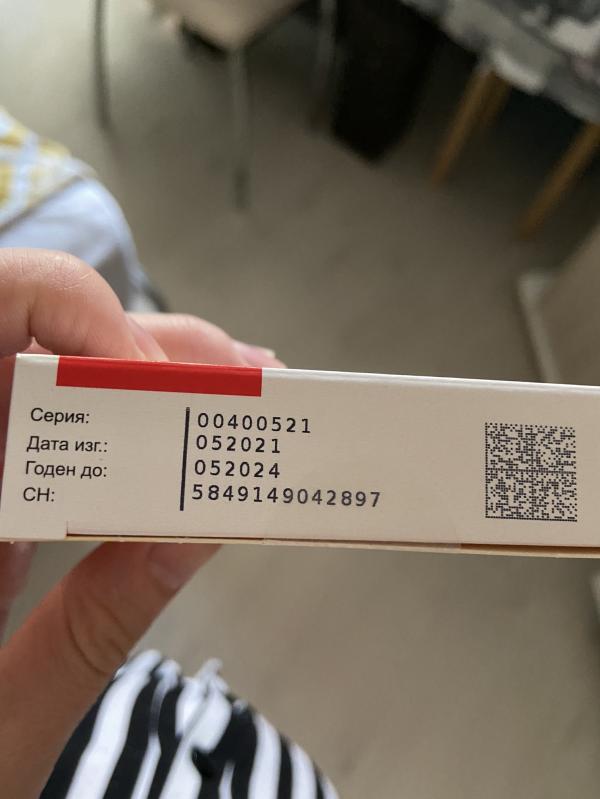 Серия: 00400521
Дата изг.: 052021
Годен до: 052024
СН: 5849149042897